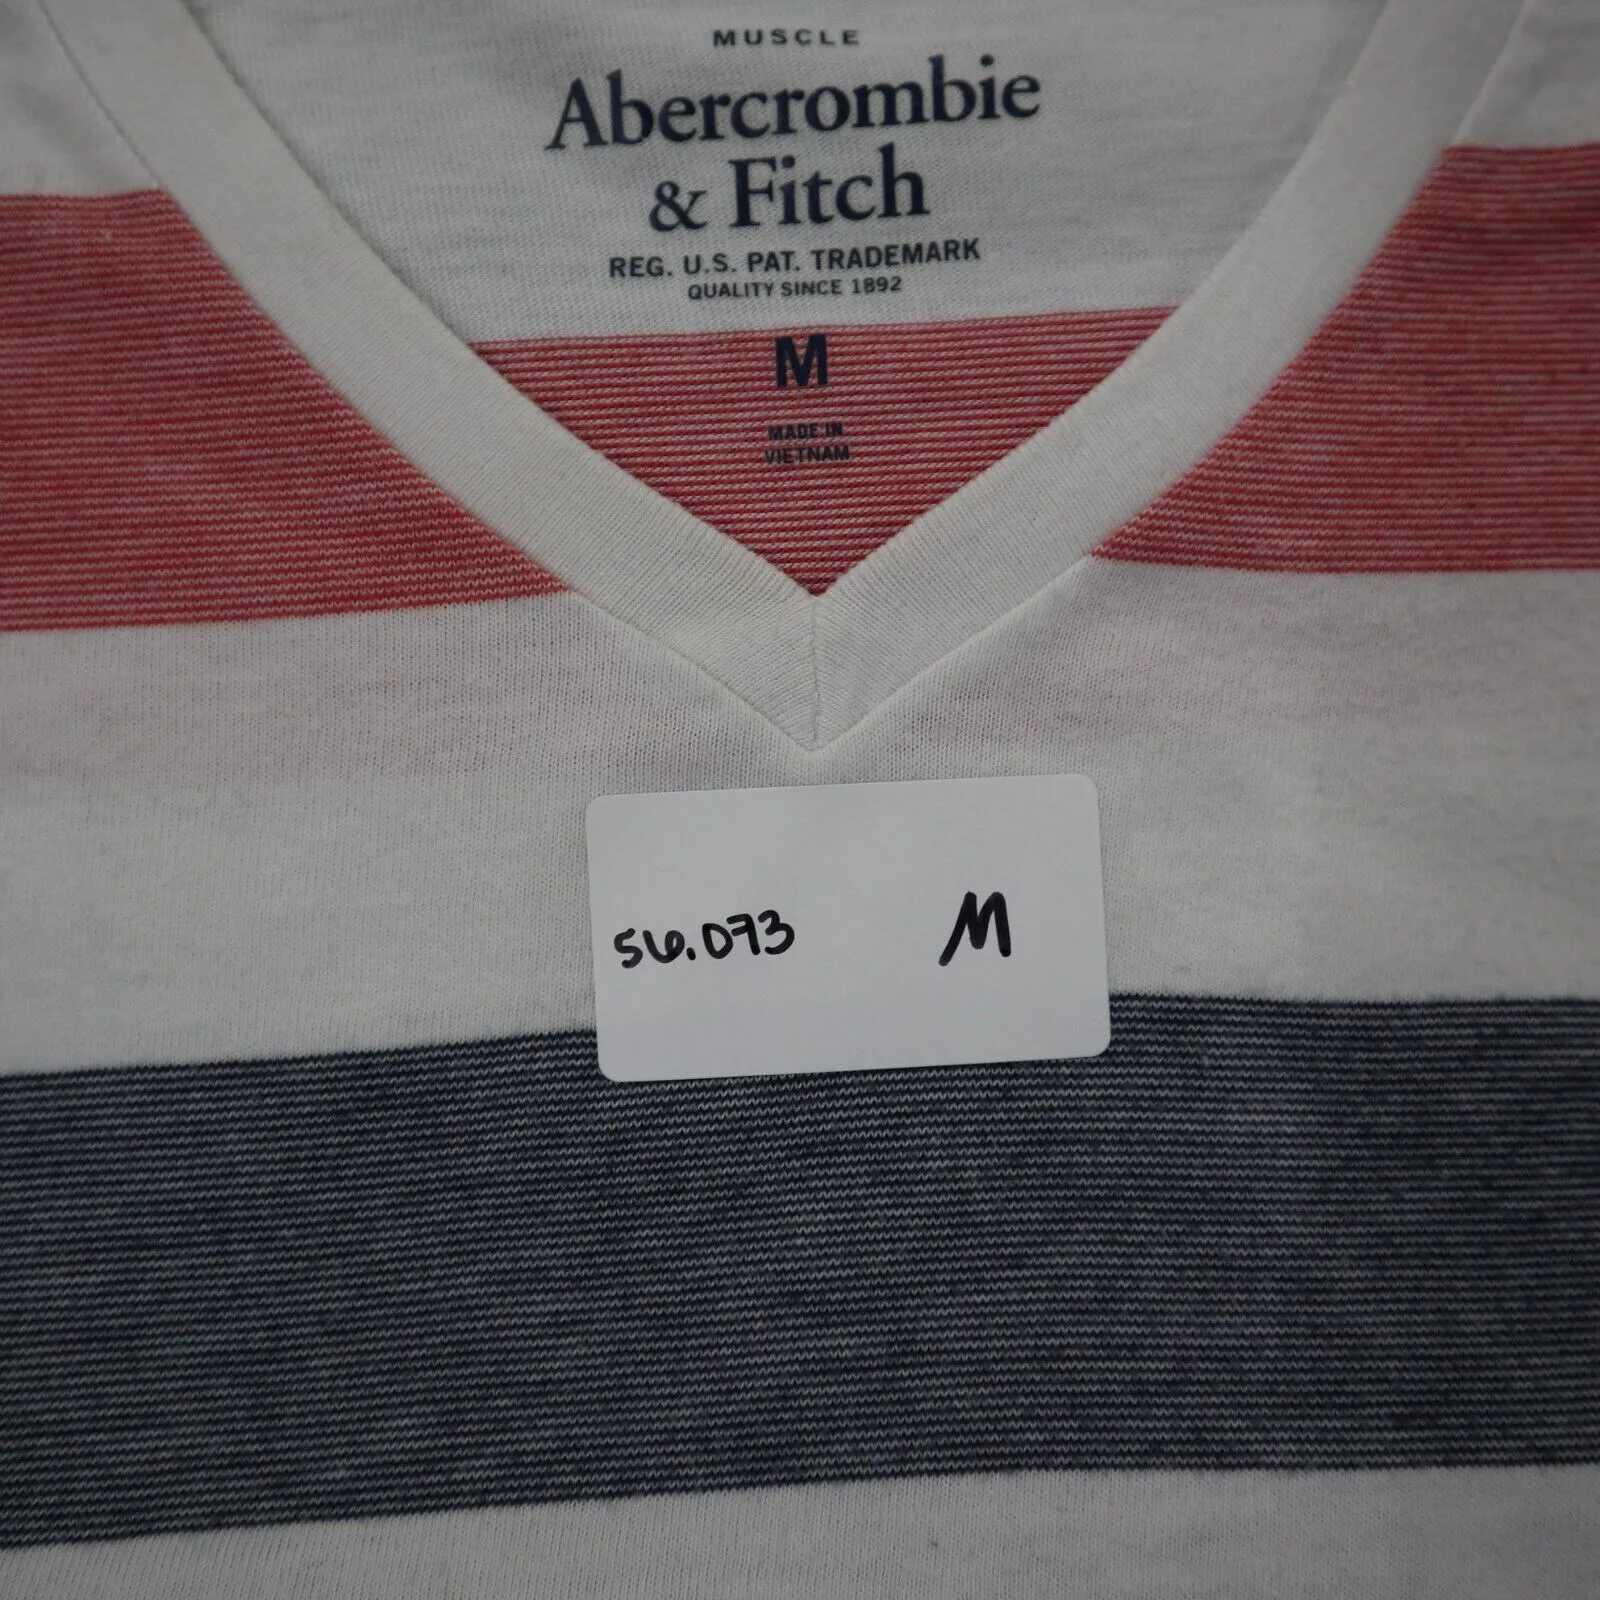 MUSCLE
Abercrombie
& Fitch
REG. U.S. PAT. TRADEMARK
QUALITY SINCE 1892
M
MADE IN
VIETNAM
56.073 M